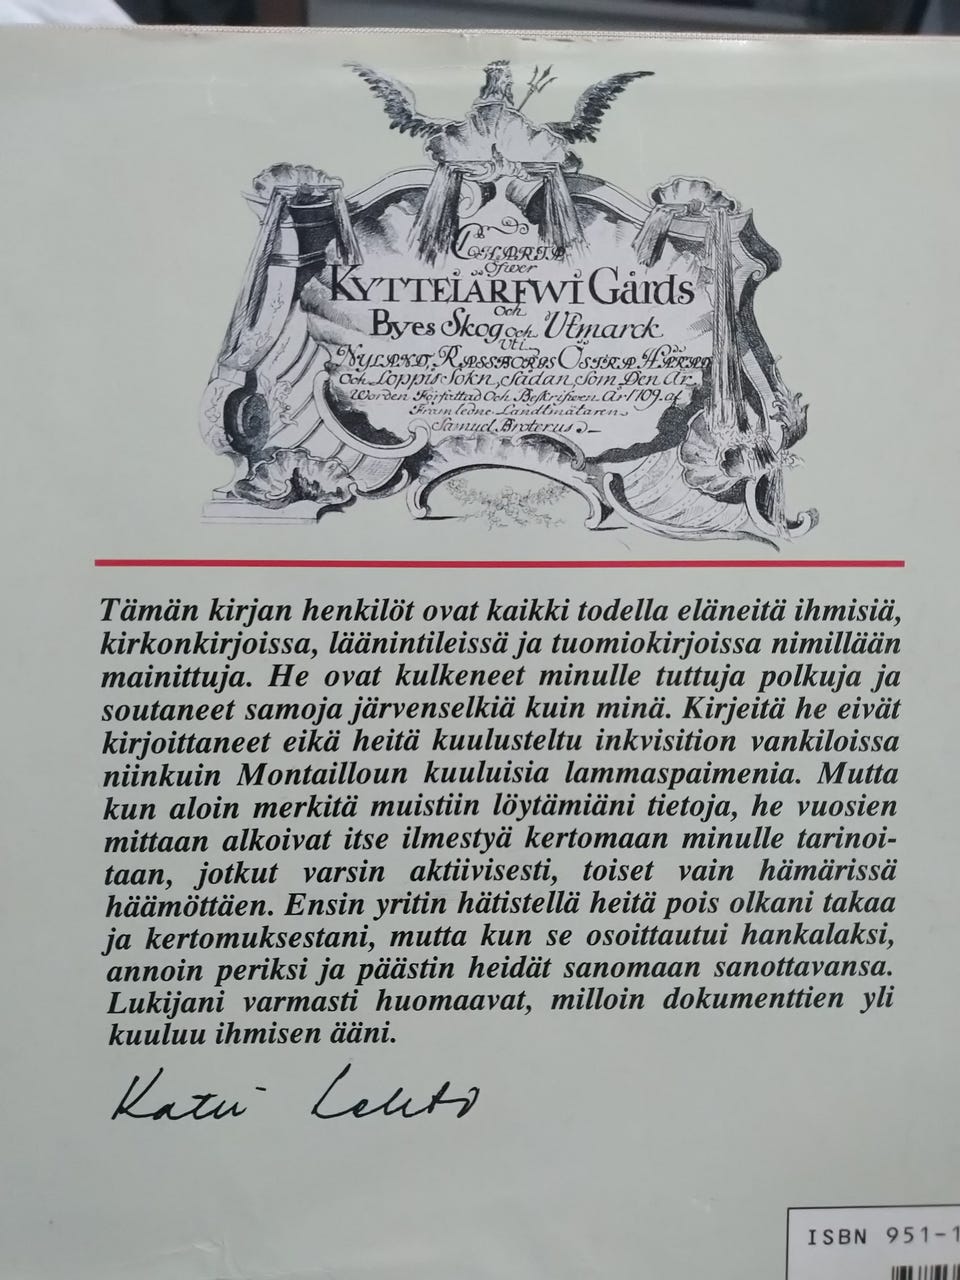 CHARTA
Öfwer
KYTTEIÄRFWI Gårds
Och
Byes Skog och Utmarck
Uti
NYLAND, RASSBORGS ÖSTRA HÄRAD
Och Loppis Sokn, Sådan, Som Den Är
Worden Författad Och Beskrifwen År 1709. af
Framledne Landtmätaren
Samuel Broterus
Tämän kirjan henkilöt ovat kaikki todella eläneitä ihmisiä,
kirkonkirjoissa, läänintileissä ja tuomiokirjoissa nimillään
mainittuja. He ovat kulkeneet minulle tuttuja polkuja ja
soutaneet samoja järvenselkiä kuin minä. Kirjeitä he eivät
kirjoittaneet eikä heitä kuulusteltu inkvisition vankiloissa
niinkuin Montailloun kuuluisia lammaspaimenia. Mutta
kun aloin merkitä muistiin löytämiäni tietoja, he vuosien
mittaan alkoivat itse ilmestyä kertomaan minulle tarinoi-
taan, jotkut varsin aktiivisesti, toiset vain hämärissä
häämöttäen. Ensin yritin hätistellä heitä pois olkani takaa
ja kertomuksestani, mutta kun se osoittautui hankalaksi,
annoin periksi ja päästin heidät sanomaan sanottavansa.
Lukijani varmasti huomaavat, milloin dokumenttien yli
kuuluu ihmisen ääni.
Katri Lehto
ISBN 951-1